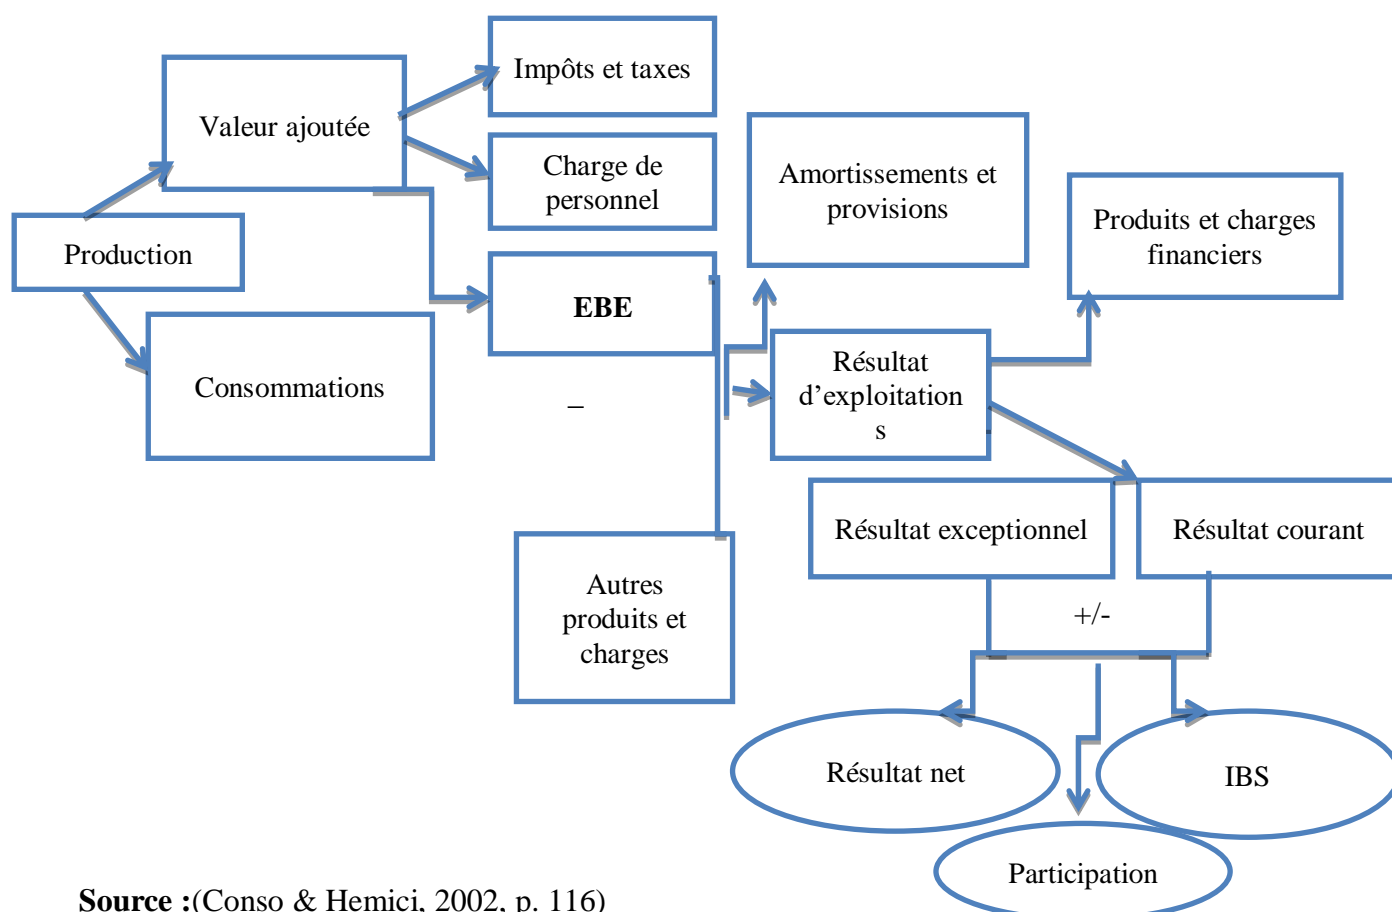 Impôts et taxes
Valeur ajoutée
Charge de
personnel
Amortissements et
provisions
Produits et charges
financiers
Production
EBE
Consommations
–
Résultat
d’exploitation
s
Résultat exceptionnel
Résultat courant
Autres
produits et
charges
+/-
Résultat net
IBS
Participation
Source :(Conso & Hemici, 2002, p. 116)